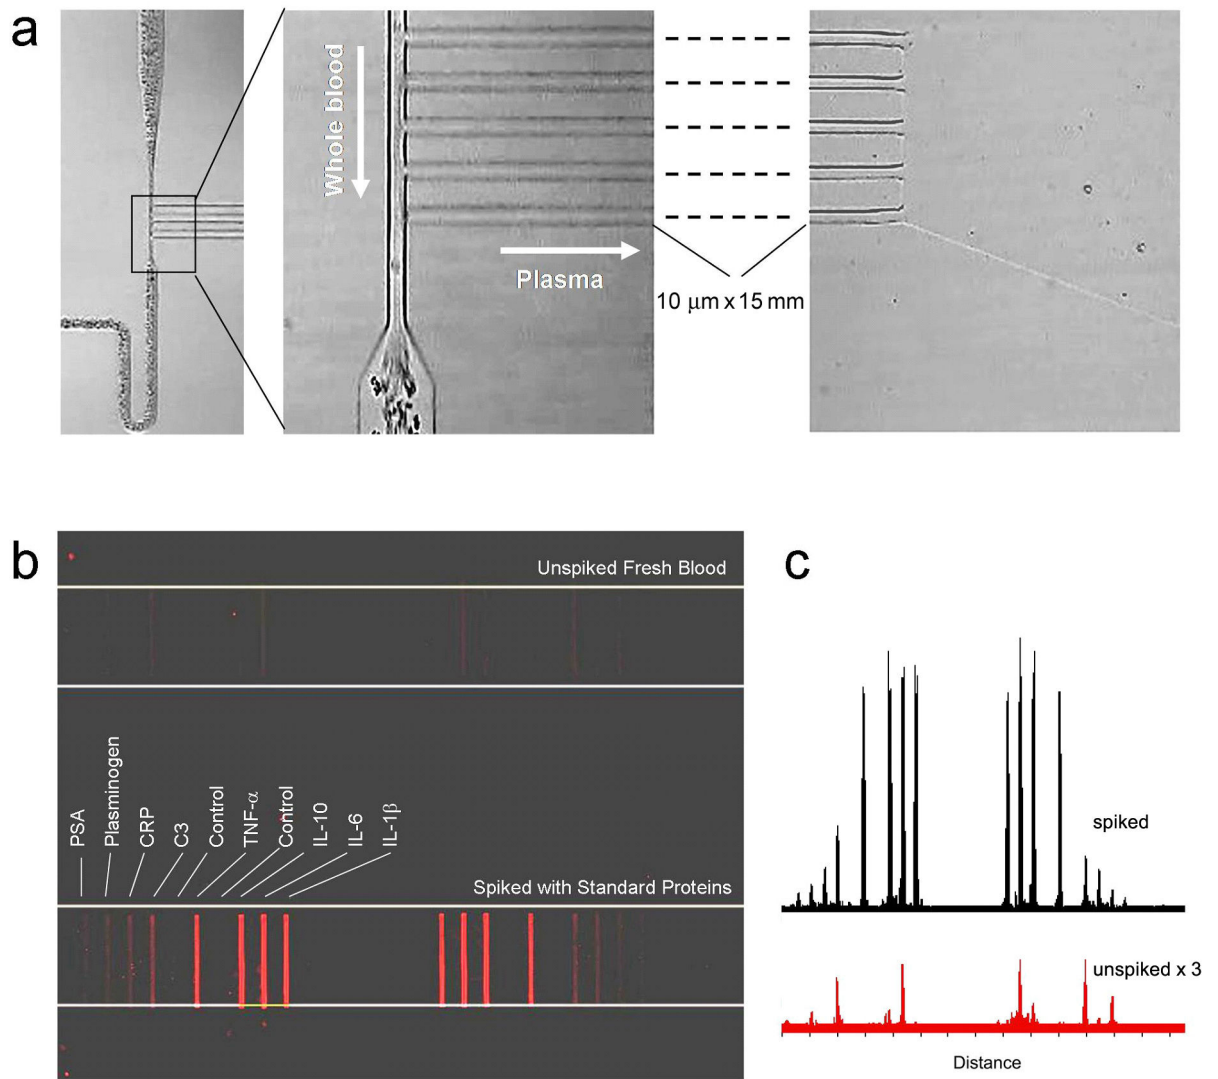 a
Whole blood
Plasma
10 μm x 15 mm
b
Unspiked Fresh Blood
PSA
Plasminogen
CRP
C3
Control
TNF-α
Control
IL-10
IL-6
IL-1β
Spiked with Standard Proteins
c
spiked
unspiked x 3
Distance